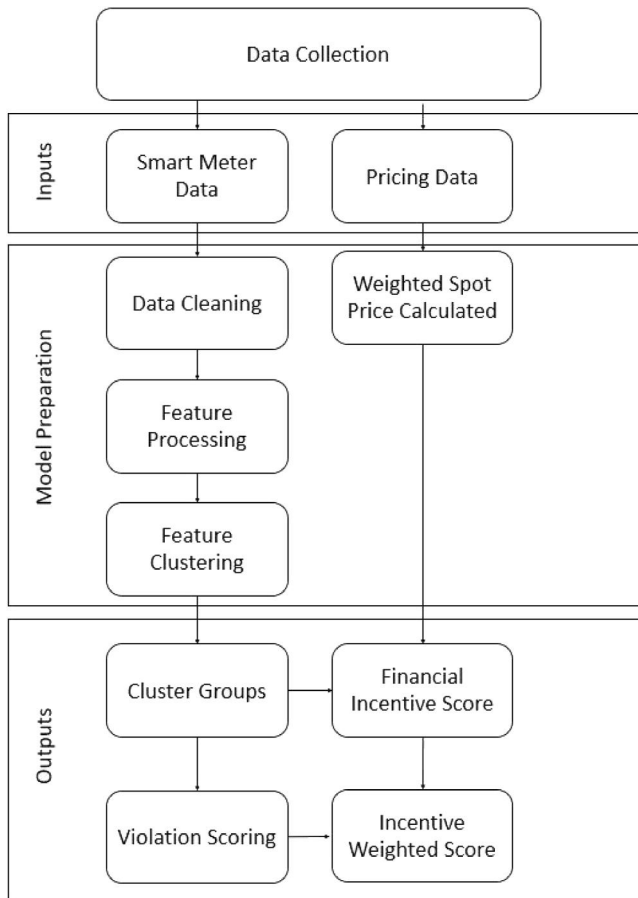 Data Collection
Inputs
Smart Meter
Data
Pricing Data
Model Preparation
Data Cleaning
Weighted Spot
Price Calculated
Feature
Processing
Feature
Clustering
Outputs
Cluster Groups
Financial
Incentive Score
Violation Scoring
Incentive
Weighted Score